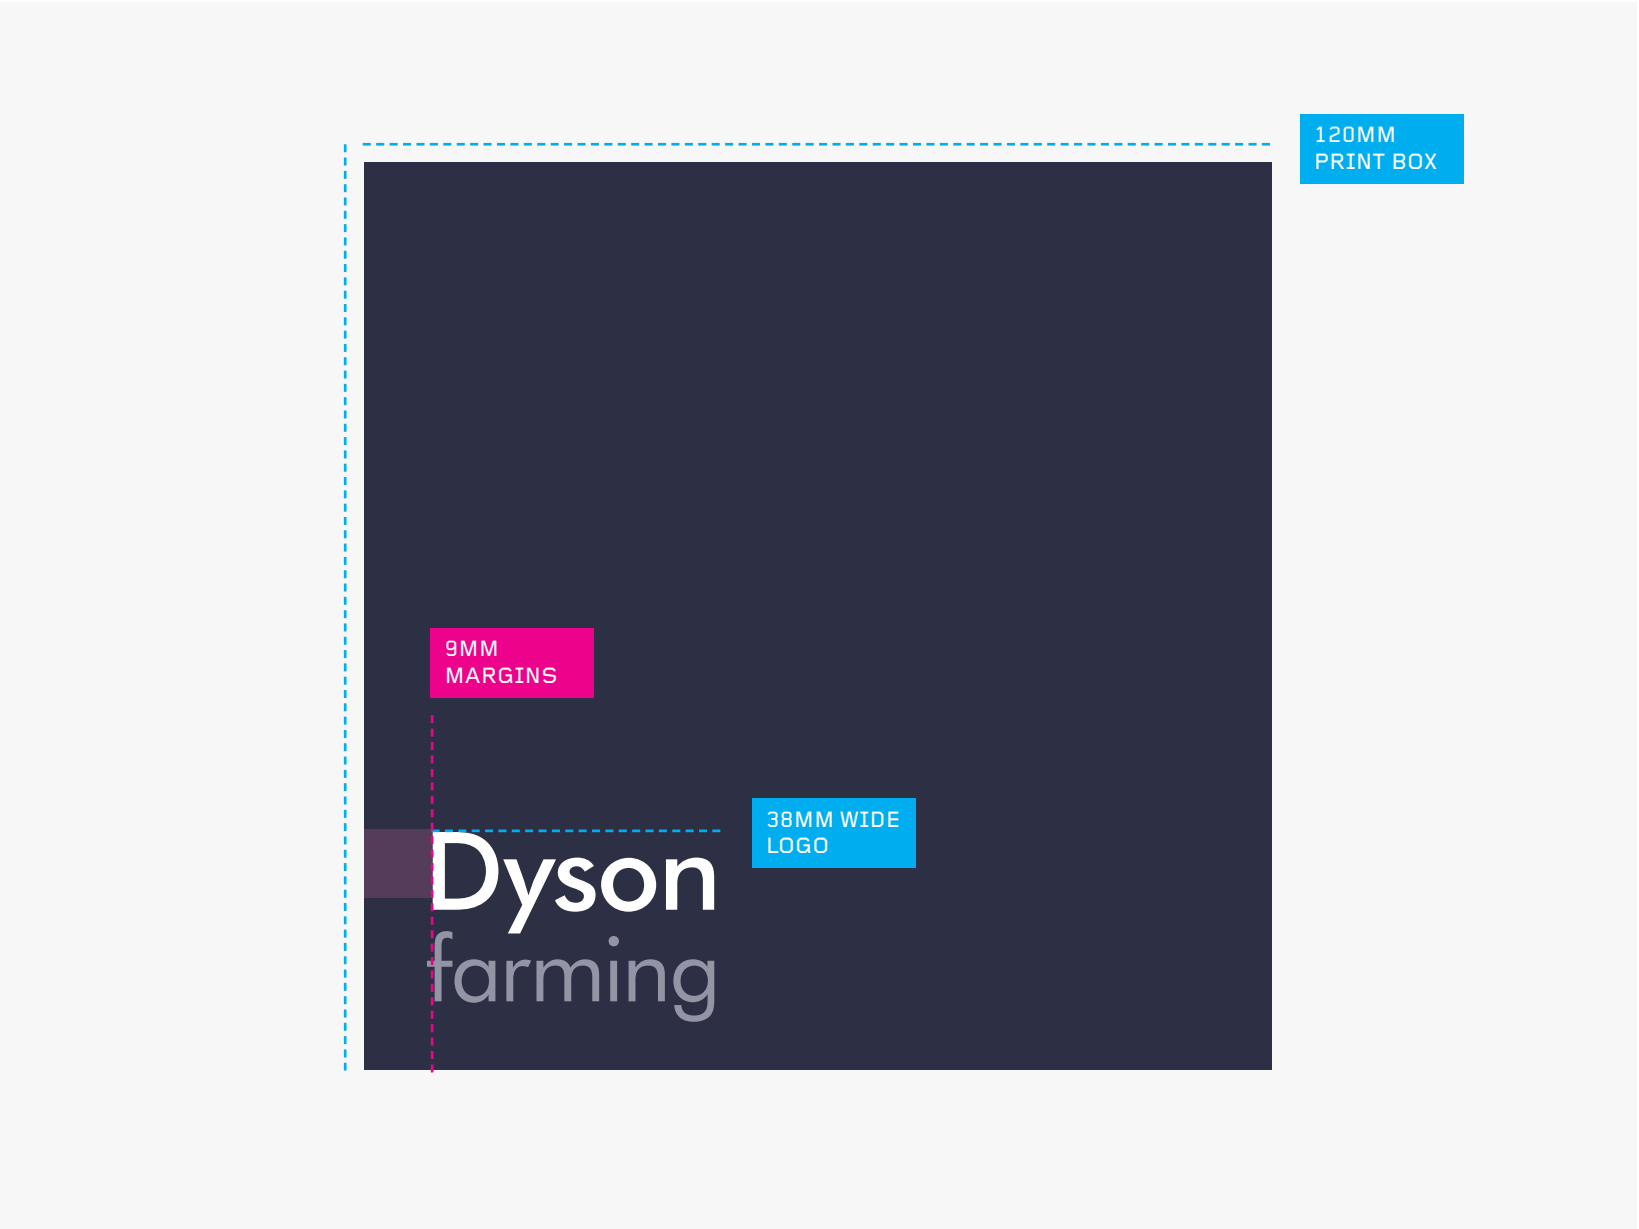 120MM
PRINT BOX
9MM
MARGINS
38MM WIDE
LOGO
Dyson
farming